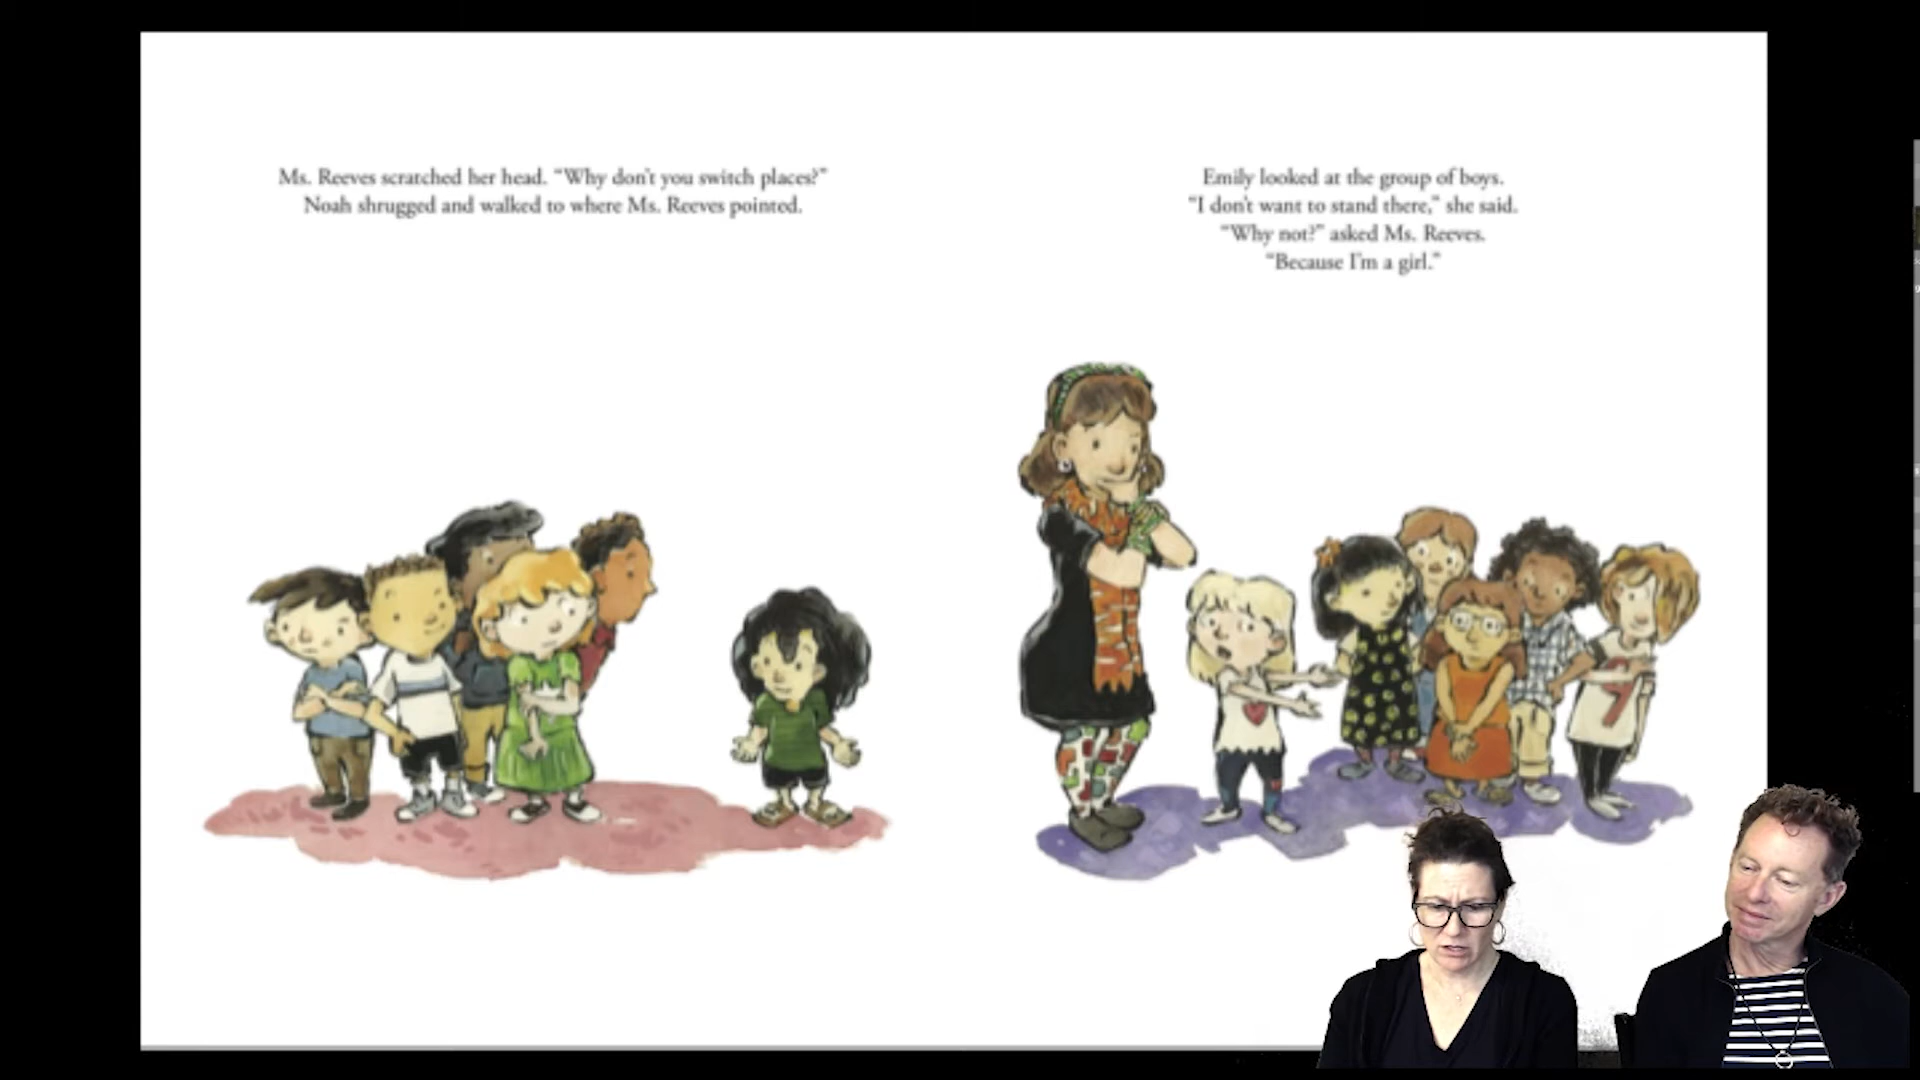 Ms. Reeves scratched her head. “Why don’t you switch places?”
Noah shrugged and walked to where Ms. Reeves pointed.
Emily looked at the group of boys.
“I don’t want to stand there,” she said.
“Why not?” asked Ms. Reeves.
“Because I’m a girl.”